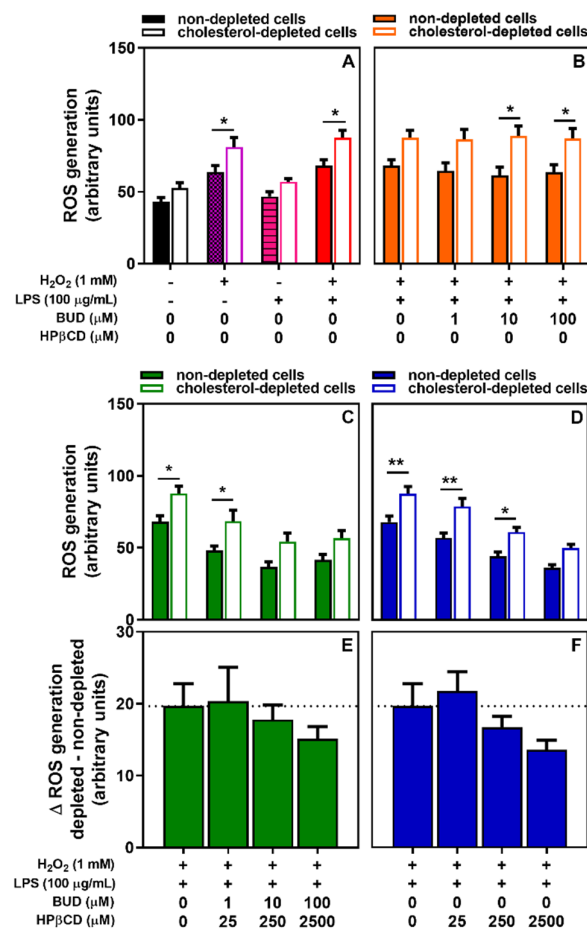 non-depleted cells
cholesterol-depleted cells
non-depleted cells
cholesterol-depleted cells
A
B
ROS generation
(arbitrary units)
150
100
50
0
*
*
*
*
H₂O₂ (1 mM) - + - + + + + +
LPS (100 µg/mL) - - + + + + + +
BUD (µM) 0 0 0 0 0 1 10 100
HPβCD (µM) 0 0 0 0 0 0 0 0
non-depleted cells
cholesterol-depleted cells
non-depleted cells
cholesterol-depleted cells
C
D
ROS generation
(arbitrary units)
150
100
50
0
*
*
**
**
*
E
F
Δ ROS generation
depleted - non-depleted
(arbitrary units)
30
20
10
0
H₂O₂ (1 mM) + + + + + + + +
LPS (100 µg/mL) + + + + + + + +
BUD (µM) 0 1 10 100 0 0 0 0
HPβCD (µM) 0 25 250 2500 0 25 250 2500